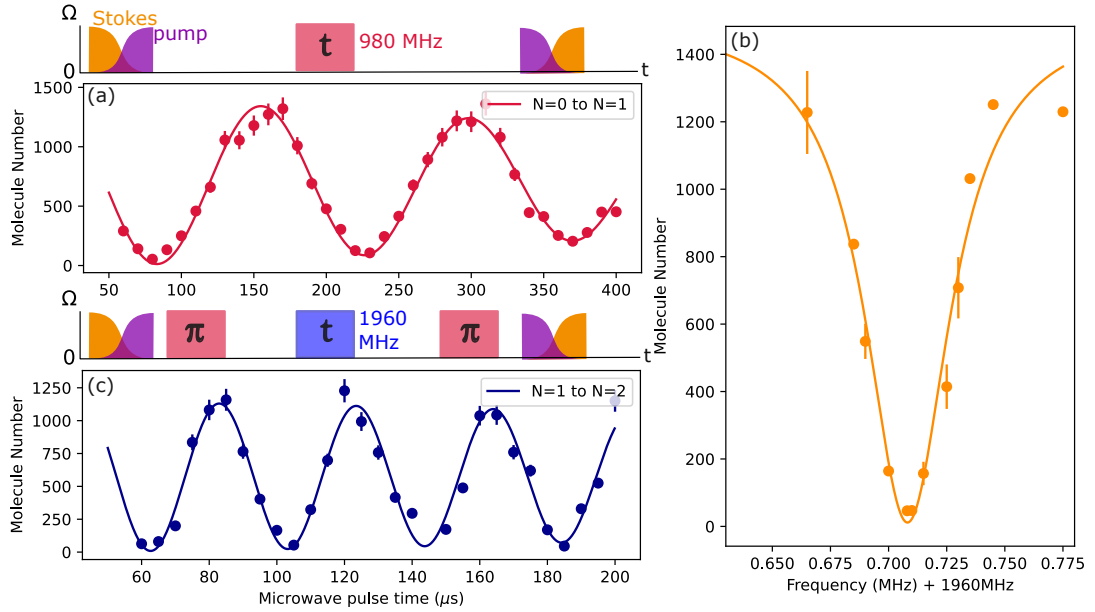 Ω
Stokes
pump
t
980 MHz
0
t
(a)
N=0 to N=1
Molecule Number
1500
1000
500
0
50
100
150
200
250
300
350
400
Ω
π
t
1960
MHz
π
0
t
(c)
N=1 to N=2
Molecule Number
1250
1000
750
500
250
0
60
80
100
120
140
160
180
200
Microwave pulse time (μs)
(b)
Molecule Number
1400
1200
1000
800
600
400
200
0
0.650
0.675
0.700
0.725
0.750
0.775
Frequency (MHz) + 1960MHz